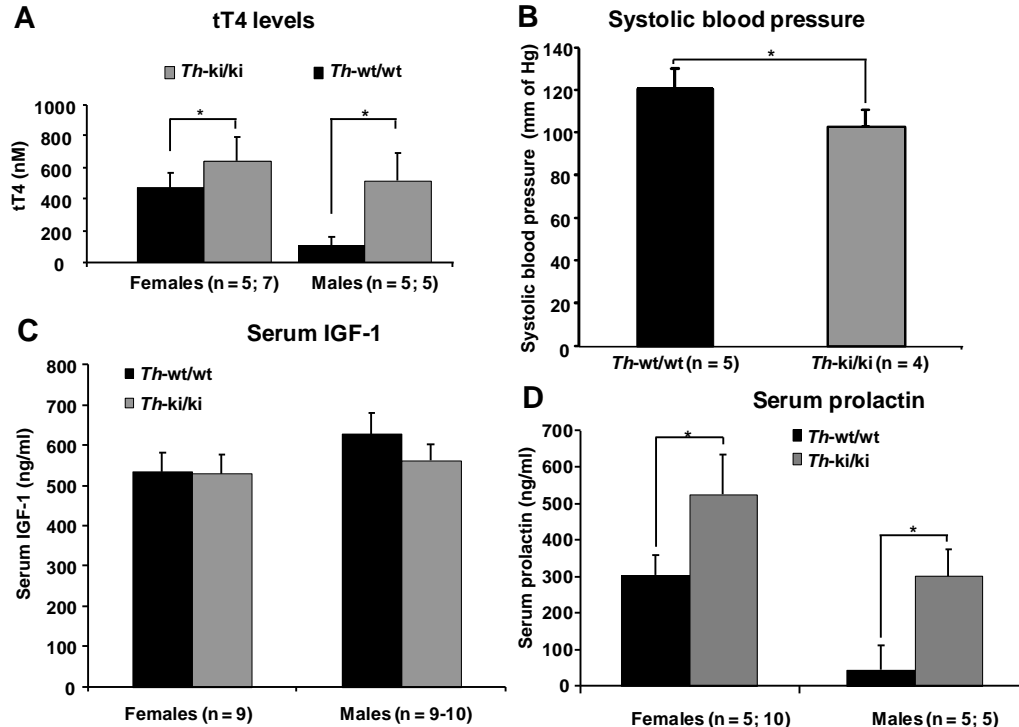 A
tT4 levels
Th-ki/ki
Th-wt/wt
1000
800
600
400
200
0
tT4 (nM)
*
*
Females (n = 5; 7)
Males (n = 5; 5)
B
Systolic blood pressure
140
120
100
80
60
40
20
0
Systolic blood pressure (mm of Hg)
*
Th-wt/wt (n = 5)
Th-ki/ki (n = 4)
C
Serum IGF-1
Th-wt/wt
Th-ki/ki
800
700
600
500
400
300
200
100
0
Serum IGF-1 (ng/ml)
Females (n = 9)
Males (n = 9-10)
D
Serum prolactin
Th-wt/wt
Th-ki/ki
700
600
500
400
300
200
100
0
Serum prolactin (ng/ml)
*
*
Females (n = 5; 10)
Males (n = 5; 5)